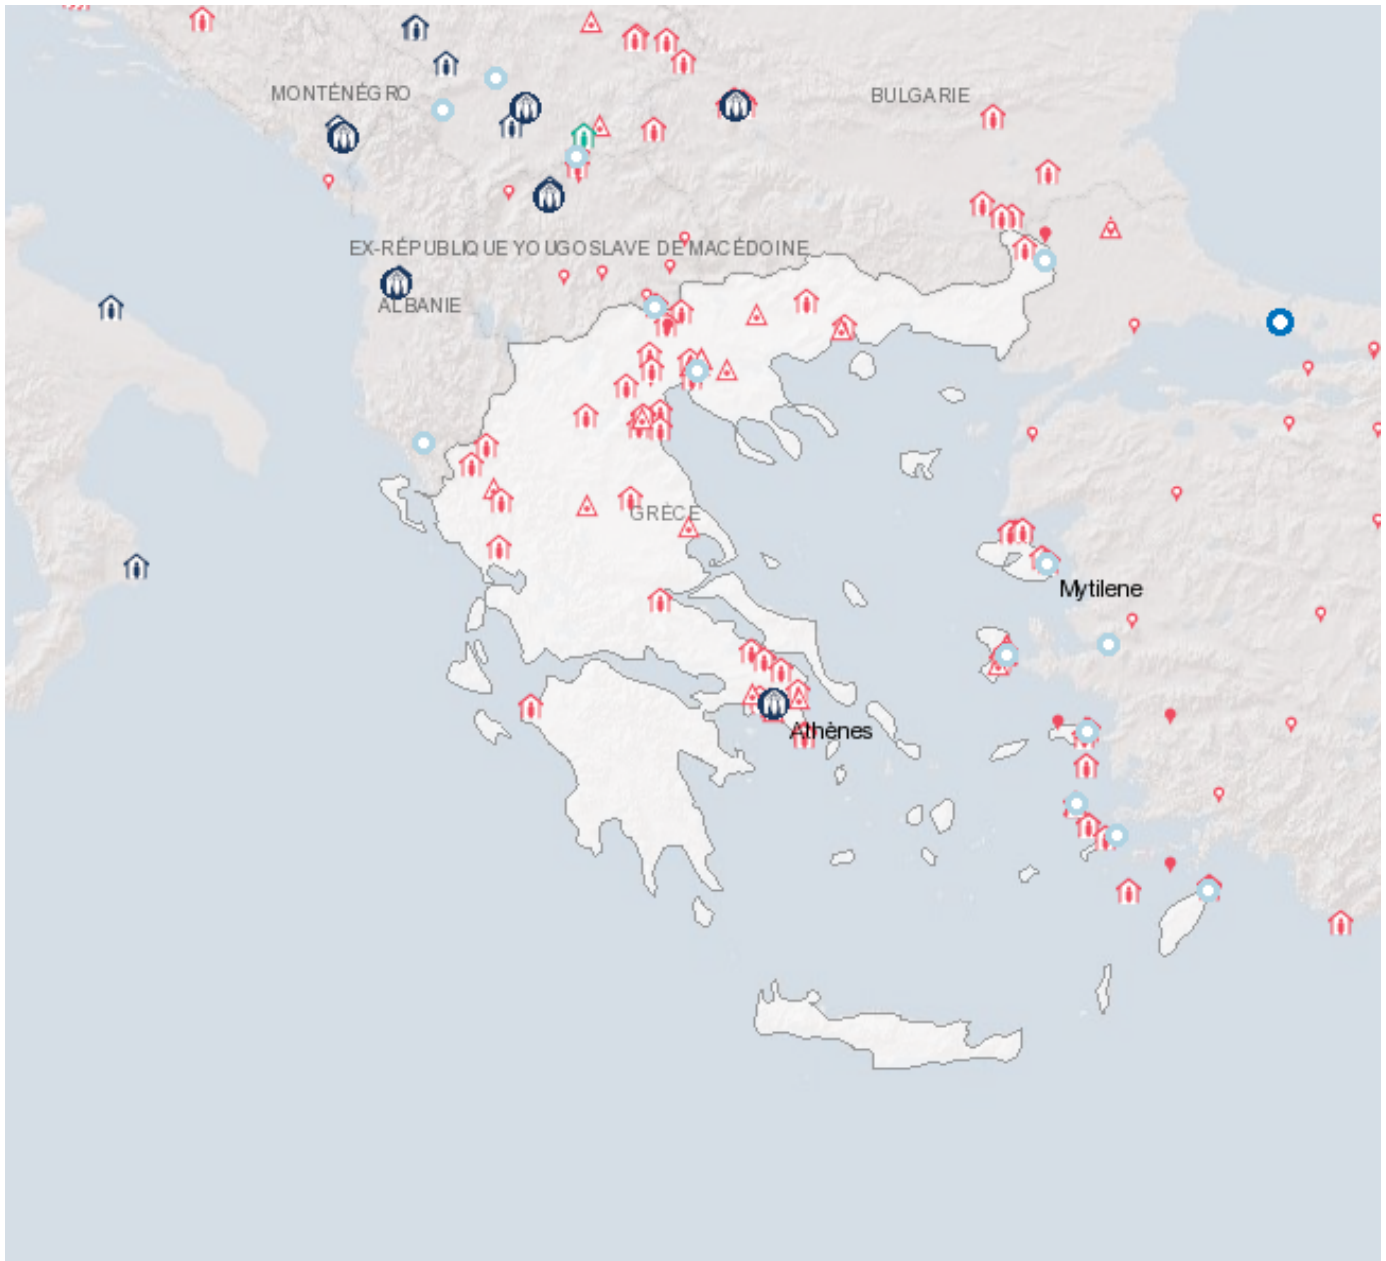 MONTÉNÉGRO
BULGARIE
EX-RÉPUBLIQUE YOUGOSLAVE DE MACÉDOINE
ALBANIE
GRÈCE
Mytilene
Athènes